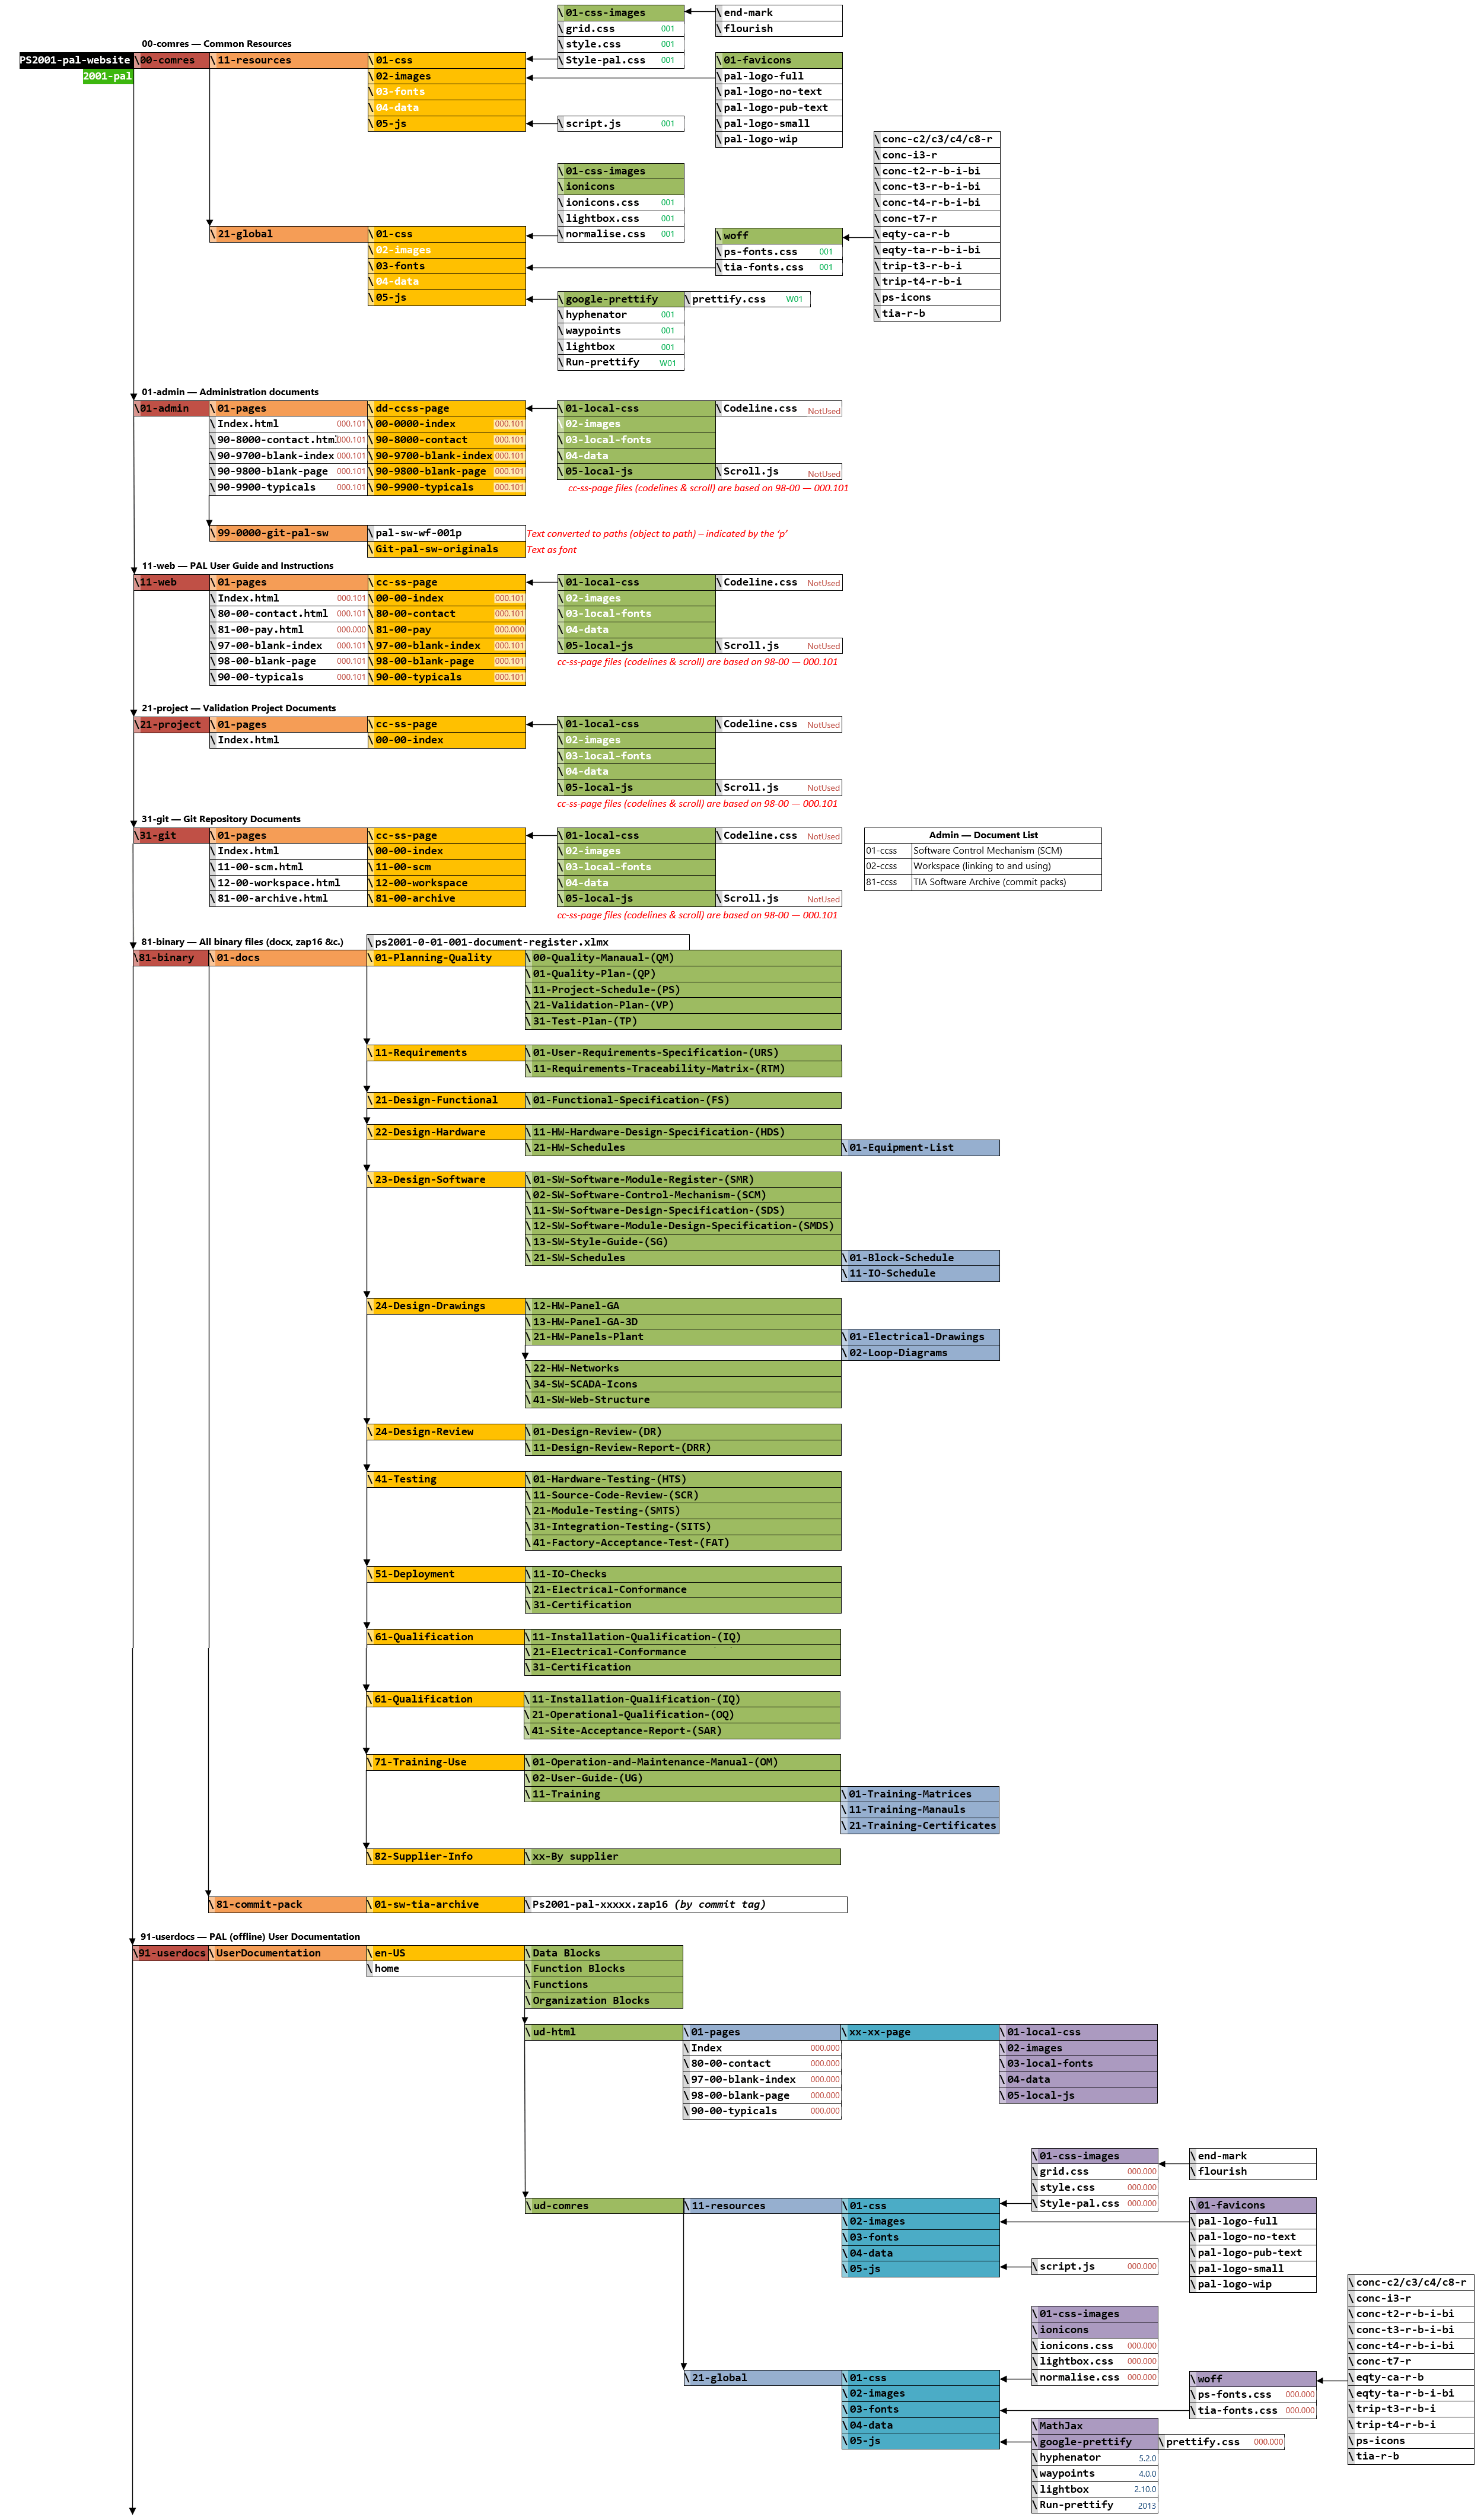 \ 01-css-images
\ end-mark
\ grid.css 001
\ flourish
00-comres — Common Resources
\ style.css 001
PS2001-pal-website \00-comres \ 11-resources \ 01-css
\ Style-pal.css 001
\ 01-favicons
2001-pal
\ 02-images
\ pal-logo-full
\ 03-fonts
\ pal-logo-no-text
\ 04-data
\ pal-logo-pub-text
\ 05-js
\ script.js 001
\ pal-logo-small
\ pal-logo-wip
\ conc-c2/c3/c4/c8-r
\ conc-i3-r
\ conc-t2-r-b-i-bi
\ conc-t3-r-b-i-bi
\ conc-t4-r-b-i-bi
\ conc-t7-r
\ eqty-ca-r-b
\ eqty-ta-r-b-i-bi
\ trip-t3-r-b-i
\ trip-t4-r-b-i
\ ps-icons
\ tia-r-b
\ 01-css-images
\ ionicons
\ ionicons.css 001
\ lightbox.css 001
\ normalise.css 001
\ 21-global \ 01-css
\ 02-images
\ 03-fonts
\ 04-data
\ 05-js
\ woff
\ ps-fonts.css 001
\ tia-fonts.css 001
\ google-prettify \ prettify.css W01
\ hyphenator 001
\ waypoints 001
\ lightbox 001
\ Run-prettify W01
01-admin — Administration documents
\01-admin \ 01-pages \ dd-ccss-page \ 01-local-css \ Codeline.css NotUsed
\ Index.html 000.101 \ 00-0000-index 000.101 \ 02-images
\ 90-8000-contact.html 000.101 \ 90-8000-contact 000.101 \ 03-local-fonts
\ 90-9700-blank-index 000.101 \ 90-9700-blank-index 000.101 \ 04-data
\ 90-9800-blank-page 000.101 \ 90-9800-blank-page 000.101 \ 05-local-js \ Scroll.js NotUsed
\ 90-9900-typicals 000.101 \ 90-9900-typicals 000.101 cc-ss-page files (codelines & scroll) are based on 98-00 — 000.101
\ 99-0000-git-pal-sw \ pal-sw-wf-001p Text converted to paths (object to path) – indicated by the ‘p’
\ Git-pal-sw-originals Text as font
11-web — PAL User Guide and Instructions
\11-web \ 01-pages \ cc-ss-page \ 01-local-css \ Codeline.css NotUsed
\ Index.html 000.101 \ 00-00-index 000.101 \ 02-images
\ 80-00-contact.html 000.101 \ 80-00-contact 000.101 \ 03-local-fonts
\ 81-00-pay.html 000.000 \ 81-00-pay 000.000 \ 04-data
\ 97-00-blank-index 000.101 \ 97-00-blank-index 000.101 \ 05-local-js \ Scroll.js NotUsed
\ 98-00-blank-page 000.101 \ 98-00-blank-page 000.101 cc-ss-page files (codelines & scroll) are based on 98-00 — 000.101
\ 90-00-typicals 000.101 \ 90-00-typicals 000.101
21-project — Validation Project Documents
\21-project \ 01-pages \ cc-ss-page \ 01-local-css \ Codeline.css NotUsed
\ Index.html \ 00-00-index \ 02-images
\ 03-local-fonts
\ 04-data
\ 05-local-js \ Scroll.js NotUsed
cc-ss-page files (codelines & scroll) are based on 98-00 — 000.101
31-git — Git Repository Documents
\31-git \ 01-pages \ cc-ss-page \ 01-local-css \ Codeline.css NotUsed
\ Index.html \ 00-00-index \ 02-images
\ 11-00-scm.html \ 11-00-scm \ 03-local-fonts
\ 12-00-workspace.html \ 12-00-workspace \ 04-data
\ 81-00-archive.html \ 81-00-archive \ 05-local-js \ Scroll.js NotUsed
cc-ss-page files (codelines & scroll) are based on 98-00 — 000.101
Admin — Document List
01-ccss Software Control Mechanism (SCM)
02-ccss Workspace (linking to and using)
81-ccss TIA Software Archive (commit packs)
81-binary — All binary files (docx, zap16 &c.) \ ps2001-0-01-001-document-register.xlmx
\81-binary \ 01-docs \ 01-Planning-Quality \ 00-Quality-Manaual-(QM)
\ 01-Quality-Plan-(QP)
\ 11-Project-Schedule-(PS)
\ 21-Validation-Plan-(VP)
\ 31-Test-Plan-(TP)
\ 11-Requirements \ 01-User-Requirements-Specification-(URS)
\ 11-Requirements-Traceability-Matrix-(RTM)
\ 21-Design-Functional \ 01-Functional-Specification-(FS)
\ 22-Design-Hardware \ 11-HW-Hardware-Design-Specification-(HDS)
\ 21-HW-Schedules \ 01-Equipment-List
\ 23-Design-Software \ 01-SW-Software-Module-Register-(SMR)
\ 02-SW-Software-Control-Mechanism-(SCM)
\ 11-SW-Software-Design-Specification-(SDS)
\ 12-SW-Software-Module-Design-Specification-(SMDS)
\ 13-SW-Style-Guide-(SG)
\ 21-SW-Schedules \ 01-Block-Schedule
\ 11-IO-Schedule
\ 24-Design-Drawings \ 12-HW-Panel-GA
\ 13-HW-Panel-GA-3D
\ 21-HW-Panels-Plant \ 01-Electrical-Drawings
\ 02-Loop-Diagrams
\ 22-HW-Networks
\ 34-SW-SCADA-Icons
\ 41-SW-Web-Structure
\ 24-Design-Review \ 01-Design-Review-(DR)
\ 11-Design-Review-Report-(DRR)
\ 41-Testing \ 01-Hardware-Testing-(HTS)
\ 11-Source-Code-Review-(SCR)
\ 21-Module-Testing-(SMTS)
\ 31-Integration-Testing-(SITS)
\ 41-Factory-Acceptance-Test-(FAT)
\ 51-Deployment \ 11-IO-Checks
\ 21-Electrical-Conformance
\ 31-Certification
\ 61-Qualification \ 11-Installation-Qualification-(IQ)
\ 21-Electrical-Conformance
\ 31-Certification
\ 61-Qualification \ 11-Installation-Qualification-(IQ)
\ 21-Operational-Qualification-(OQ)
\ 41-Site-Acceptance-Report-(SAR)
\ 71-Training-Use \ 01-Operation-and-Maintenance-Manual-(OM)
\ 02-User-Guide-(UG)
\ 11-Training \ 01-Training-Matrices
\ 11-Training-Manauls
\ 21-Training-Certificates
\ 82-Supplier-Info \ xx-By supplier
\ 81-commit-pack \ 01-sw-tia-archive \ Ps2001-pal-xxxxx.zap16 (by commit tag)
91-userdocs — PAL (offline) User Documentation
\91-userdocs \ UserDocumentation \ en-US \ Data Blocks
\ home \ Function Blocks
\ Functions
\ Organization Blocks
\ ud-html \ 01-pages \ xx-xx-page \ 01-local-css
\ Index 000.000 \ 02-images
\ 80-00-contact 000.000 \ 03-local-fonts
\ 97-00-blank-index 000.000 \ 04-data
\ 98-00-blank-page 000.000 \ 05-local-js
\ 90-00-typicals 000.000
\ 01-css-images \ end-mark
\ grid.css 000.000 \ flourish
\ style.css 000.000
\ ud-comres \ 11-resources \ 01-css \ Style-pal.css 000.000 \ 01-favicons
\ 02-images \ pal-logo-full
\ 03-fonts \ pal-logo-no-text
\ 04-data \ pal-logo-pub-text
\ 05-js \ script.js 000.000 \ pal-logo-small
\ pal-logo-wip
\ conc-c2/c3/c4/c8-r
\ conc-i3-r
\ conc-t2-r-b-i-bi
\ conc-t3-r-b-i-bi
\ conc-t4-r-b-i-bi
\ conc-t7-r
\ eqty-ca-r-b
\ eqty-ta-r-b-i-bi
\ trip-t3-r-b-i
\ trip-t4-r-b-i
\ ps-icons
\ tia-r-b
\ 01-css-images
\ ionicons
\ ionicons.css 000.000
\ lightbox.css 000.000
\ normalise.css 000.000
\ 21-global \ 01-css
\ 02-images
\ 03-fonts
\ 04-data
\ 05-js
\ woff
\ ps-fonts.css 000.000
\ tia-fonts.css 000.000
\ MathJax
\ google-prettify \ prettify.css 000.000
\ hyphenator 5.2.0
\ waypoints 4.0.0
\ lightbox 2.10.0
\ Run-prettify 2013